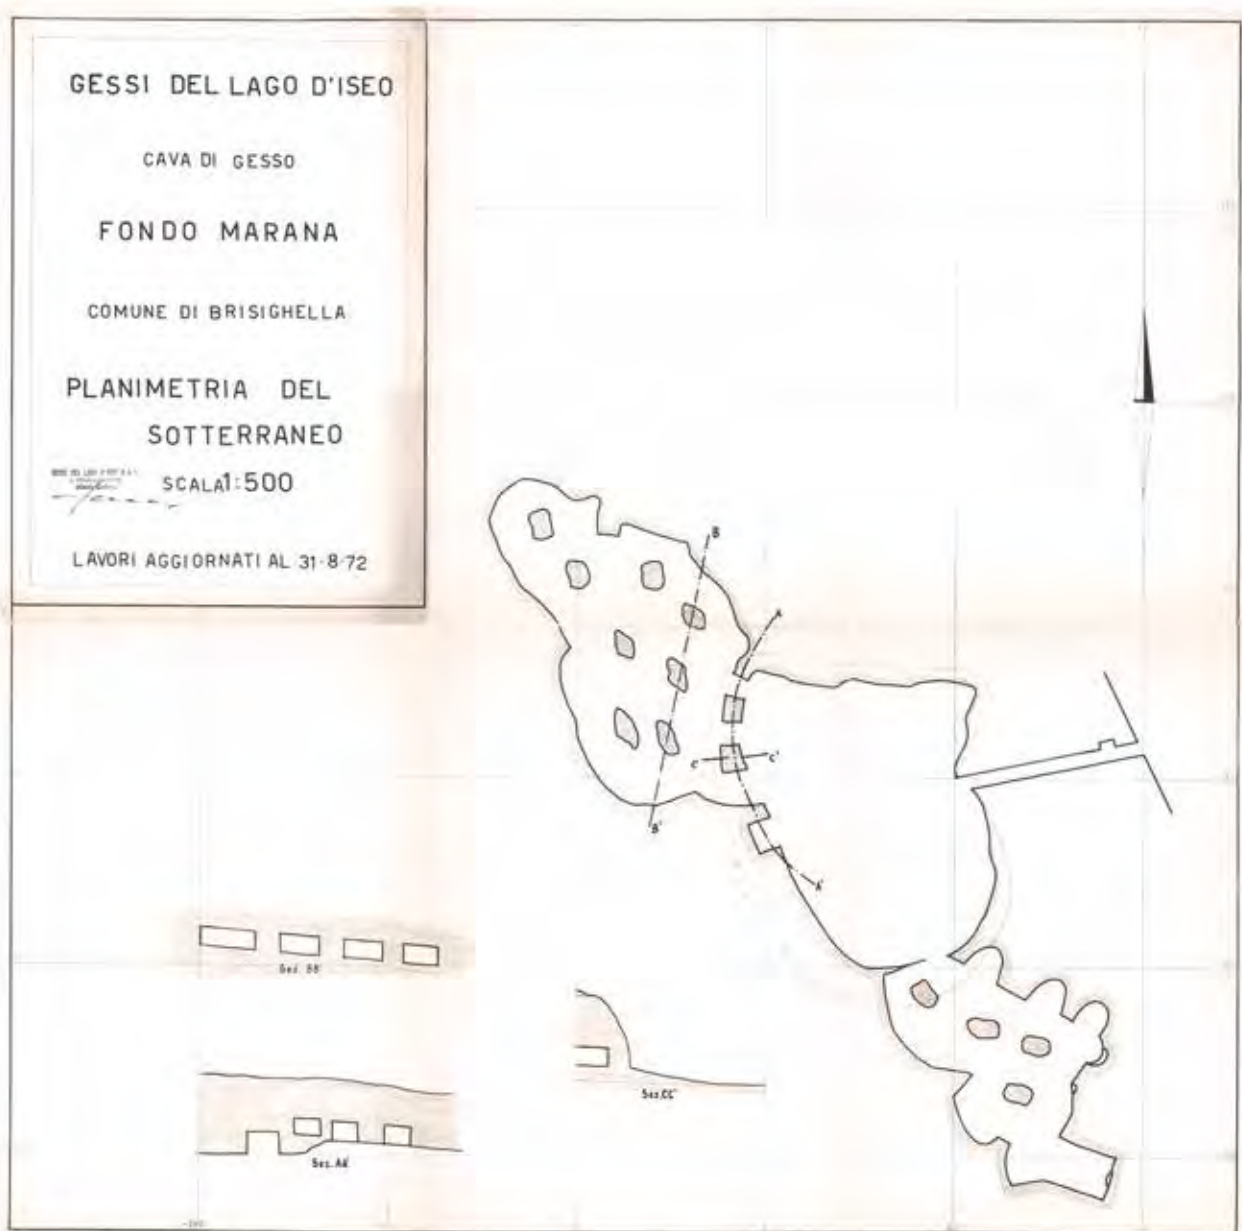 GESSI DEL LAGO D'ISEO
CAVA DI GESSO
FONDO MARANA
COMUNE DI BRISIGHELLA
PLANIMETRIA DEL
SOTTERRANEO
SCALA 1:500
LAVORI AGGIORNATI AL 31-8-72
B
A
C
C'
B'
A'
Sez. BB'
Sez. CC'
Sez. AA'